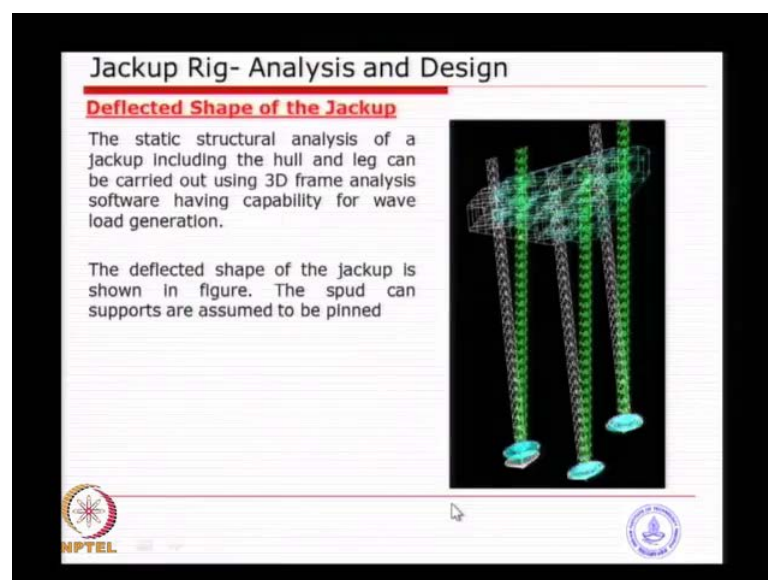 Jackup Rig- Analysis and Design
Deflected Shape of the Jackup
The static structural analysis of a
jackup including the hull and leg can
be carried out using 3D frame analysis
software having capability for wave
load generation.
The deflected shape of the jackup is
shown in figure. The spud can
supports are assumed to be pinned
NPTEL